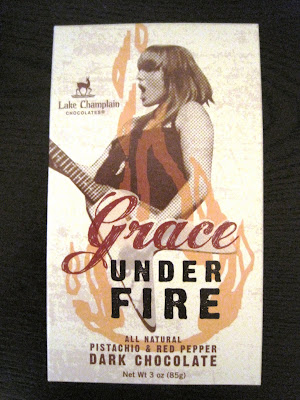 Lake Champlain
CHOCOLATES®
Grace
UNDER
FIRE
ALL NATURAL
PISTACHIO & RED PEPPER
DARK CHOCOLATE
Net Wt 3 oz (85g)